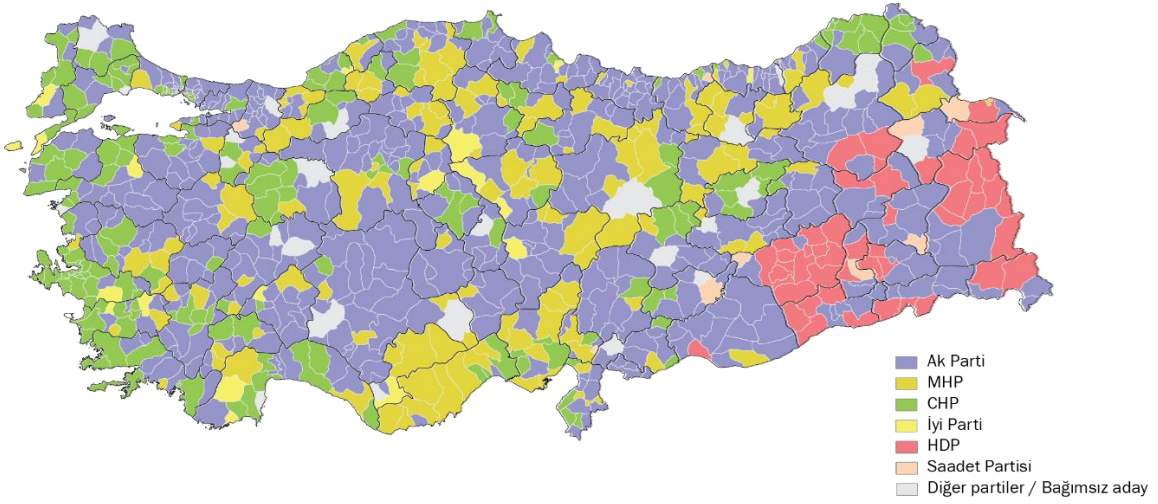 Ak Parti
MHP
CHP
İyi Parti
HDP
Saadet Partisi
Diğer partiler / Bağımsız aday